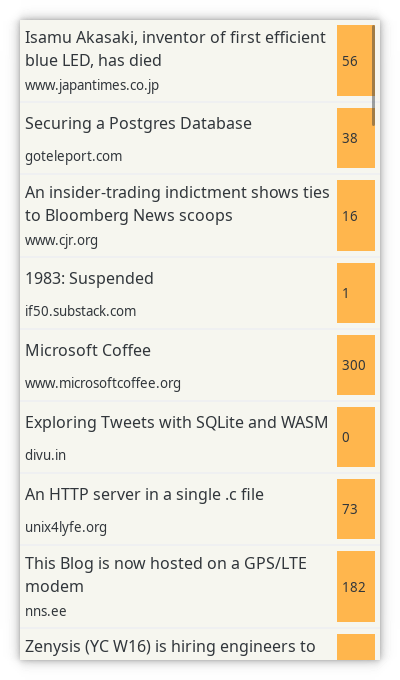 Isamu Akasaki, inventor of first efficient
blue LED, has died
www.japantimes.co.jp
56
Securing a Postgres Database
goteleport.com
38
An insider-trading indictment shows ties
to Bloomberg News scoops
www.cjr.org
16
1983: Suspended
if50.substack.com
1
Microsoft Coffee
www.microsoftcoffee.org
300
Exploring Tweets with SQLite and WASM
divu.in
0
An HTTP server in a single .c file
unix4lyfe.org
73
This Blog is now hosted on a GPS/LTE
modem
nns.ee
182
Zenysis (YC W16) is hiring engineers to